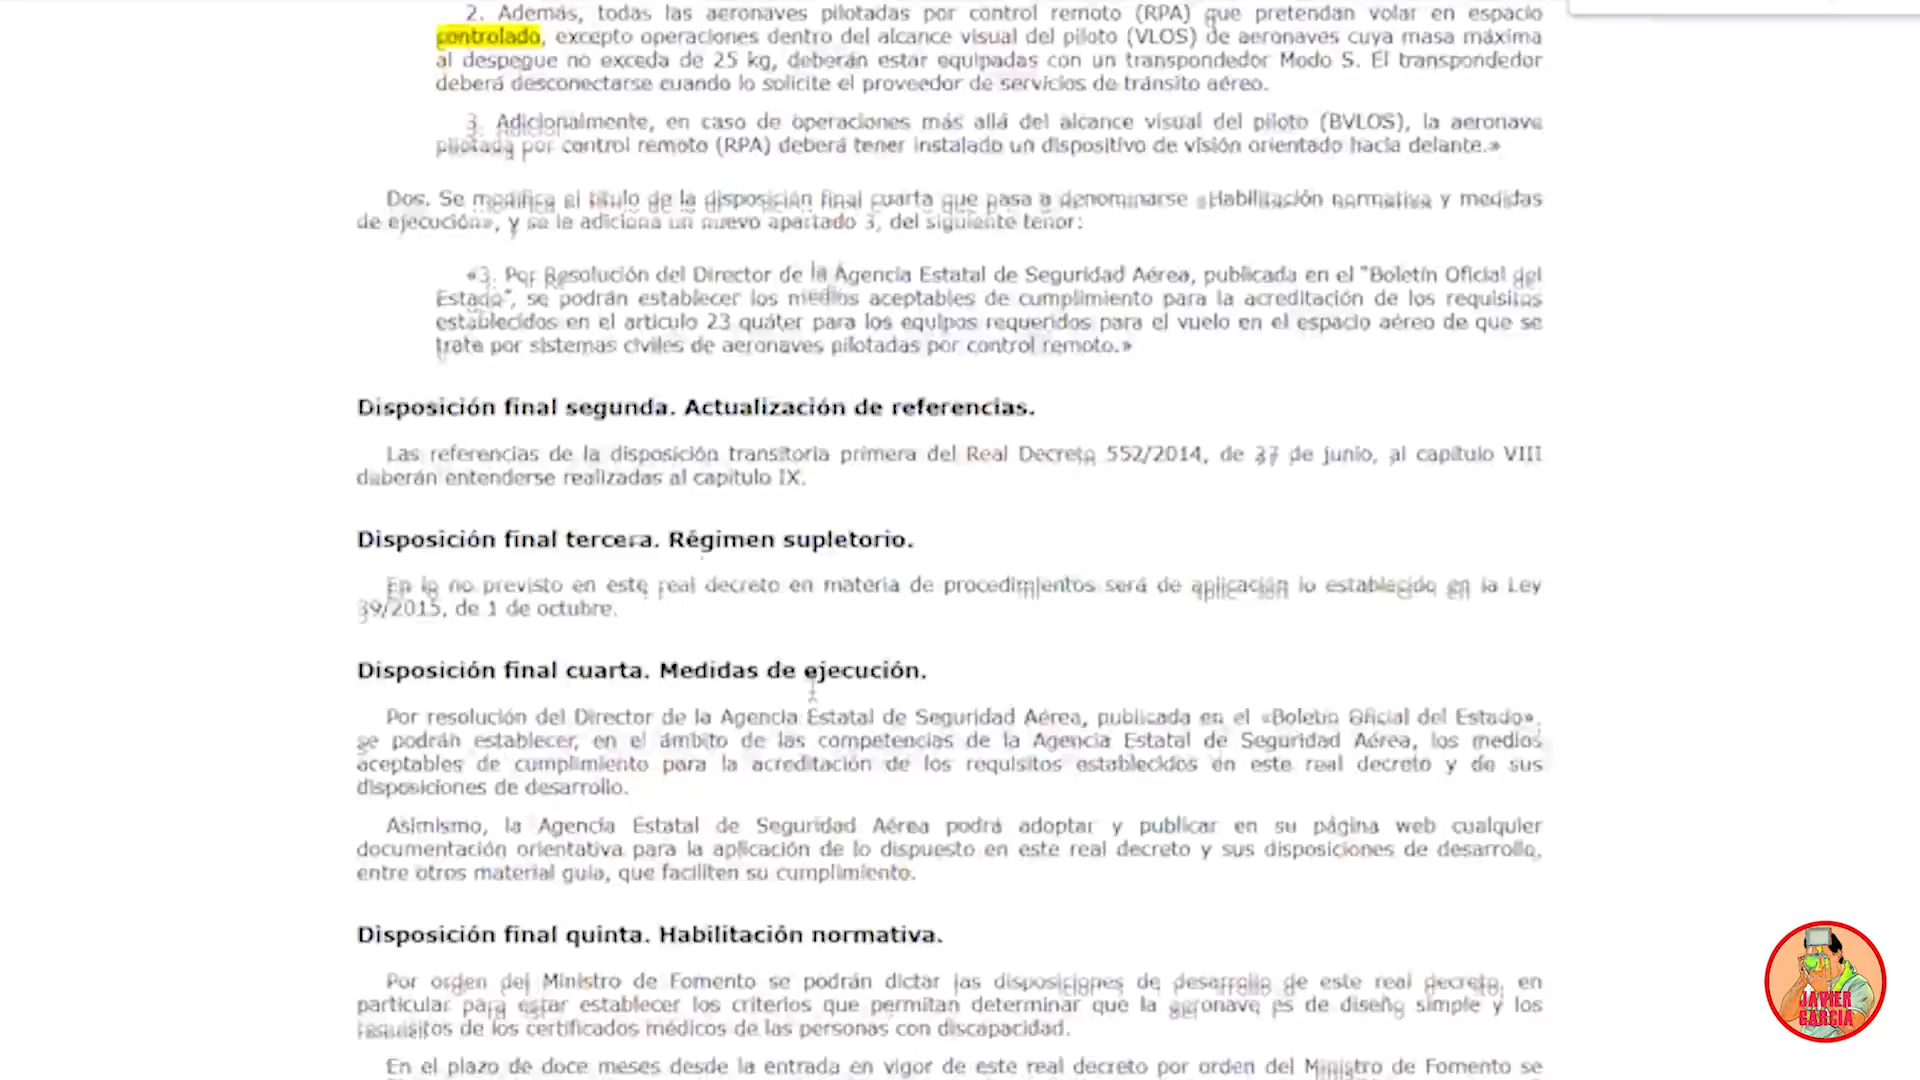 2. Además, todas las aeronaves pilotadas por control remoto (RPA) que pretendan volar en espacio
controlado, excepto operaciones dentro del alcance visual del piloto (VLOS) de aeronaves cuya masa máxima
al despegue no exceda de 25 kg, deberán estar equipadas con un transpondedor Modo S. El transpondedor
deberá desconectarse cuando lo solicite el proveedor de servicios de tránsito aéreo.
3. Adicionalmente, en caso de operaciones más allá del alcance visual del piloto (BVLOS), la aeronave
pilotada por control remoto (RPA) deberá tener instalado un dispositivo de visión orientado hacia delante.»
Dos. Se modifica el título de la disposición final cuarta que pasa a denominarse «Habilitación normativa y medidas
de ejecución», y se le adiciona un nuevo apartado 3, del siguiente tenor:
«3. Por Resolución del Director de la Agencia Estatal de Seguridad Aérea, publicada en el "Boletín Oficial del
Estado", se podrán establecer los medios aceptables de cumplimiento para la acreditación de los requisitos
establecidos en el artículo 23 quáter para los equipos requeridos para el vuelo en el espacio aéreo de que se
trate por sistemas civiles de aeronaves pilotadas por control remoto.»
Disposición final segunda. Actualización de referencias.
Las referencias de la disposición transitoria primera del Real Decreto 552/2014, de 27 de junio, al capítulo VIII
deberán entenderse realizadas al capítulo IX.
Disposición final tercera. Régimen supletorio.
En lo no previsto en este real decreto en materia de procedimientos será de aplicación lo establecido en la Ley
39/2015, de 1 de octubre.
Disposición final cuarta. Medidas de ejecución.
Por resolución del Director de la Agencia Estatal de Seguridad Aérea, publicada en el «Boletín Oficial del Estado»,
se podrán establecer, en el ámbito de las competencias de la Agencia Estatal de Seguridad Aérea, los medios
aceptables de cumplimiento para la acreditación de los requisitos establecidos en este real decreto y de sus
disposiciones de desarrollo.
Asimismo, la Agencia Estatal de Seguridad Aérea podrá adoptar y publicar en su página web cualquier
documentación orientativa para la aplicación de lo dispuesto en este real decreto y sus disposiciones de desarrollo,
entre otros material guía, que faciliten su cumplimiento.
Disposición final quinta. Habilitación normativa.
Por orden del Ministro de Fomento se podrán dictar las disposiciones de desarrollo de este real decreto, en
particular para estar establecer los criterios que permitan determinar que la aeronave es de diseño simple y los
requisitos de los certificados médicos de las personas con discapacidad.
En el plazo de doce meses desde la entrada en vigor de este real decreto por orden del Ministro de Fomento se
JAVIER
GARCIA